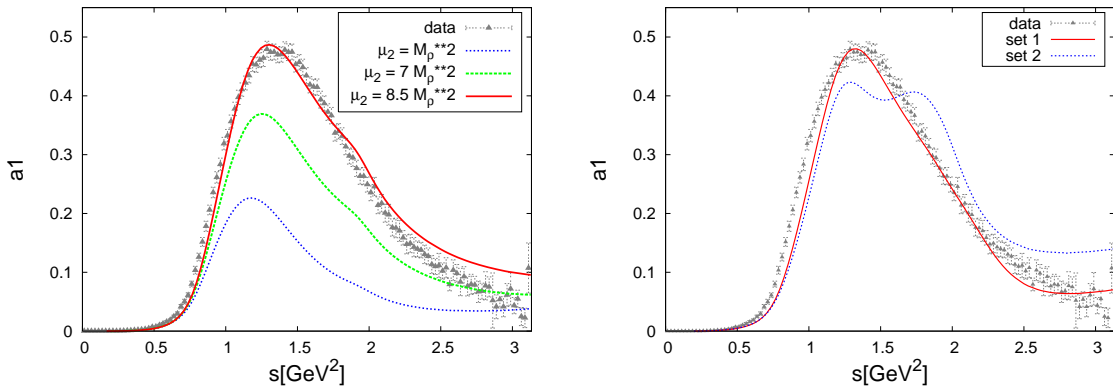 data
μ₂ = Mρ**2
μ₂ = 7 Mρ**2
μ₂ = 8.5 Mρ**2
a1
0.5
0.4
0.3
0.2
0.1
0
0 0.5 1 1.5 2 2.5 3
s[GeV²]
data
set 1
set 2
a1
0.5
0.4
0.3
0.2
0.1
0
0 0.5 1 1.5 2 2.5 3
s[GeV²]